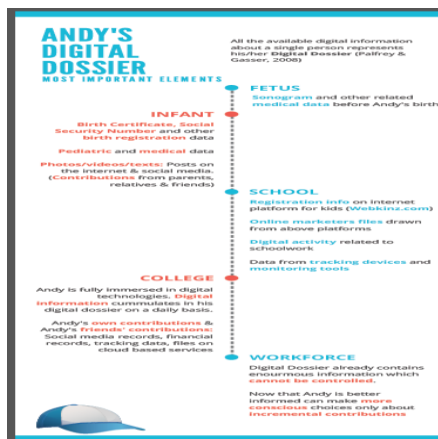 ANDY'S
DIGITAL
DOSSIER
MOST IMPORTANT ELEMENTS
All the available digital information
about a single person represents
his/her Digital Dossier (Palfrey &
Gasser, 2008)
FETUS
Sonogram and other related
medical data before Andy's birth
INFANT
Birth Certificate, Social
Security Number and other
birth registration data
Pediatric and medical data
Photos/videos/texts: Posts on
the internet & social media.
(Contributions from parents,
relatives & friends)
SCHOOL
Registration info on internet
platform for kids (Webkinz.com)
Online marketers files drawn
from above platforms
Digital activity related to
schoolwork
Data from tracking devices and
monitoring tools
COLLEGE
Andy is fully immersed in digital
technologies. Digital
information cummulates in his
digital dossier on a daily basis.
Andy's own contributions &
Andy's friends' contributions:
Social media records, financial
records, tracking data, files on
cloud based services
WORKFORCE
Digital Dossier already contains
enourmous information which
cannot be controlled.
Now that Andy is better
informed can make more
conscious choices only about
incremental contributions